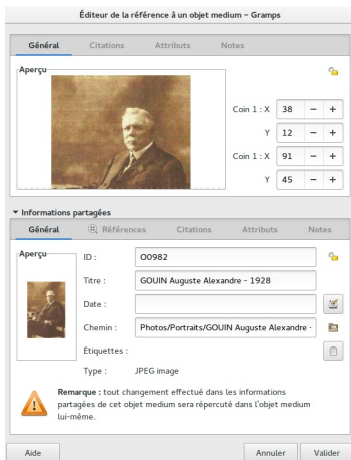 Éditeur de la référence à un objet medium – Gramps
Général Citations Attributs Notes
Aperçu
Coin 1 : X 38 − +
Y 12 − +
Coin 1 : X 91 − +
Y 45 − +
Informations partagées
Général Références Citations Attributs Notes
Aperçu
ID : O0982
Titre : GOUIN Auguste Alexandre - 1928
Date :
Chemin : Photos/Portraits/GOUIN Auguste Alexandre -
Étiquettes :
Type : JPEG image
Remarque : tout changement effectué dans les informations
partagées de cet objet medium sera répercuté dans l'objet medium
lui-même.
Aide Annuler Valider